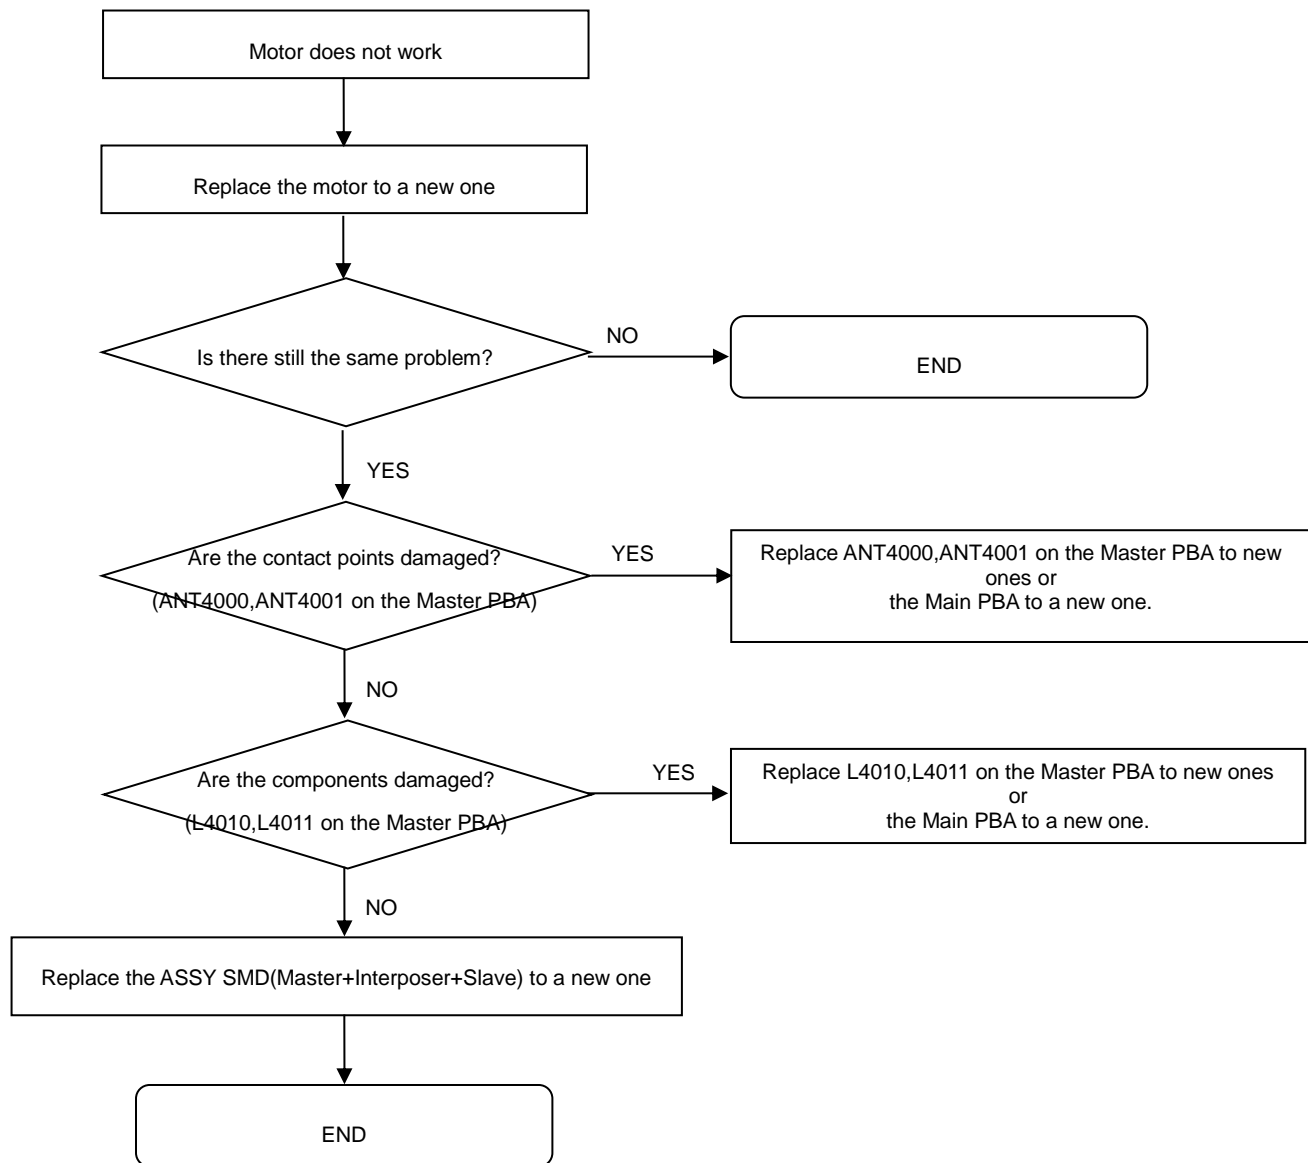 Motor does not work
Replace the motor to a new one
Is there still the same problem?
NO
END
YES
Are the contact points damaged?
(ANT4000,ANT4001 on the Master PBA)
YES
Replace ANT4000,ANT4001 on the Master PBA to new
ones or
the Main PBA to a new one.
NO
Are the components damaged?
(L4010,L4011 on the Master PBA)
YES
Replace L4010,L4011 on the Master PBA to new ones
or
the Main PBA to a new one.
NO
Replace the ASSY SMD(Master+Interposer+Slave) to a new one
END